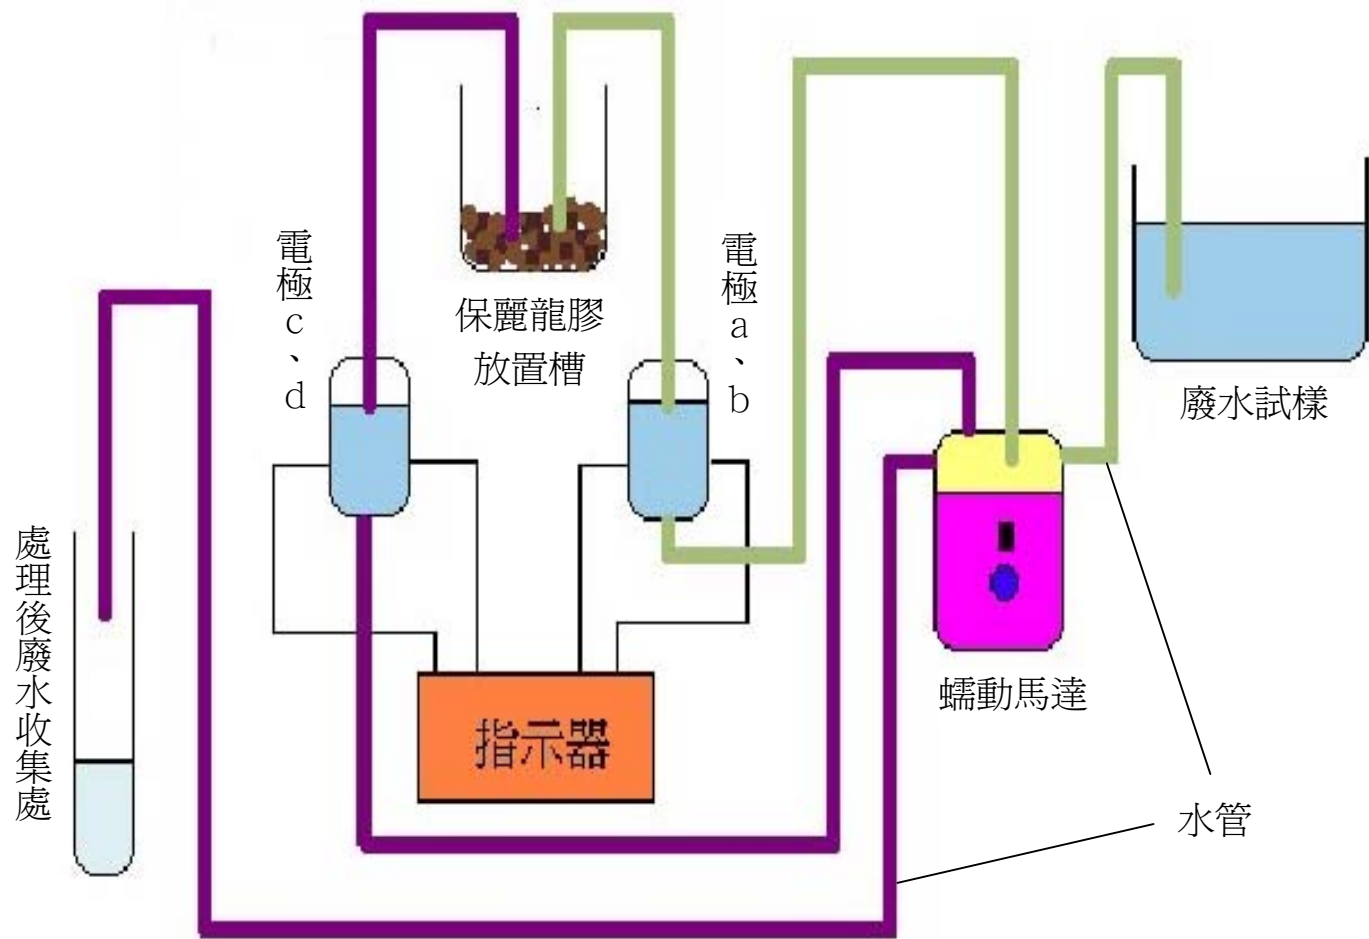 電極c、d
保麗龍膠
放置槽
電極a、b
廢水試樣
處理後廢水收集處
指示器
蠕動馬達
水管